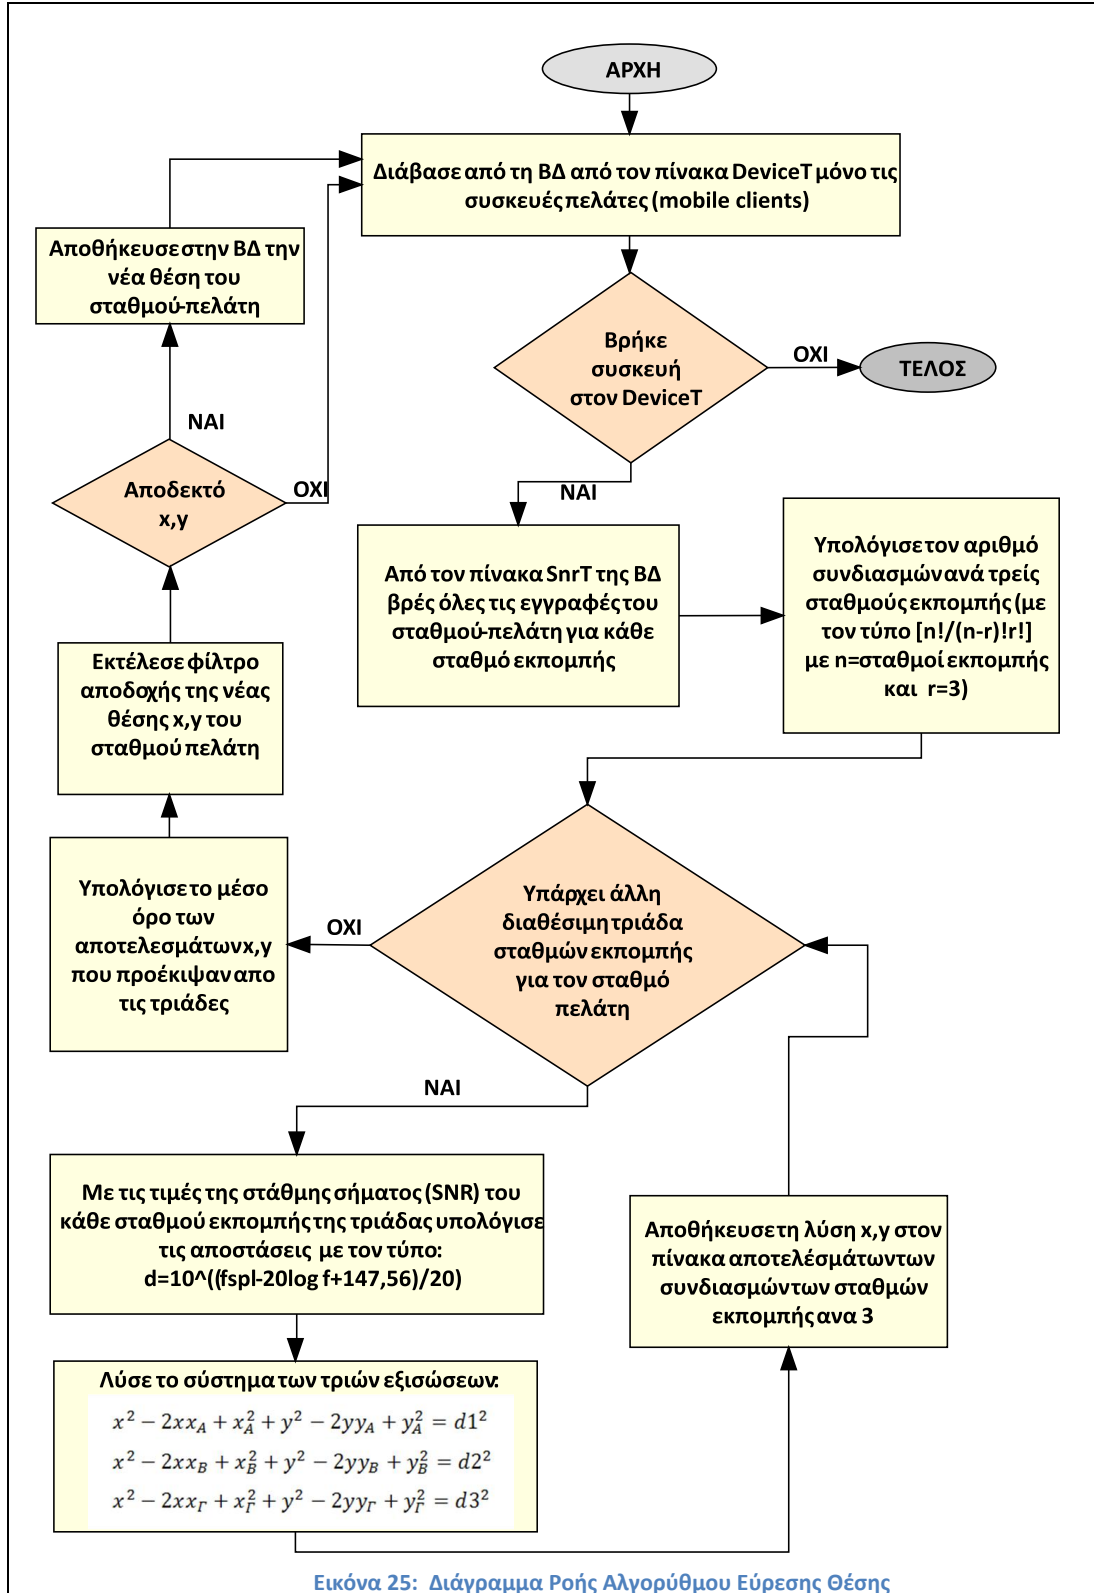 ΑΡΧΗ
Διάβασε από τη ΒΔ από τον πίνακα DeviceT μόνο τις
συσκευές πελάτες (mobile clients)
Αποθήκευσε στην ΒΔ την
νέα θέση του
σταθμού-πελάτη
Βρήκε
συσκευή
στον DeviceT
ΟΧΙ
ΤΕΛΟΣ
ΝΑΙ
Αποδεκτό
x,y
ΟΧΙ
ΝΑΙ
Από τον πίνακα SnrT της ΒΔ
βρές όλες τις εγγραφές του
σταθμού-πελάτη για κάθε
σταθμό εκπομπής
Υπολόγισε τον αριθμό
συνδιασμών ανά τρείς
σταθμούς εκπομπής (με
τον τύπο [n!/(n-r)!r!]
με n=σταθμοί εκπομπής
και r=3)
Εκτέλεσε φίλτρο
αποδοχής της νέας
θέσης x,y του
σταθμού πελάτη
Υπολόγισε το μέσο
όρο των
αποτελεσμάτων x,y
που προέκιψαν απο
τις τριάδες
ΟΧΙ
Υπάρχει άλλη
διαθέσιμη τριάδα
σταθμών εκπομπής
για τον σταθμό
πελάτη
ΝΑΙ
Με τις τιμές της στάθμης σήματος (SNR) του
κάθε σταθμού εκπομπής της τριάδας υπολόγισε
τις αποστάσεις με τον τύπο:
d=10^((fspl-20log f+147,56)/20)
Αποθήκευσε τη λύση x,y στον
πίνακα αποτελέσμάτων των
συνδιασμών των σταθμών
εκπομπής ανα 3
Λύσε το σύστημα των τριών εξισώσεων:
x² − 2xx_A + x_A² + y² − 2yy_A + y_A² = d1²
x² − 2xx_B + x_B² + y² − 2yy_B + y_B² = d2²
x² − 2xx_Γ + x_Γ² + y² − 2yy_Γ + y_Γ² = d3²
Εικόνα 25: Διάγραμμα Ροής Αλγορύθμου Εύρεσης Θέσης